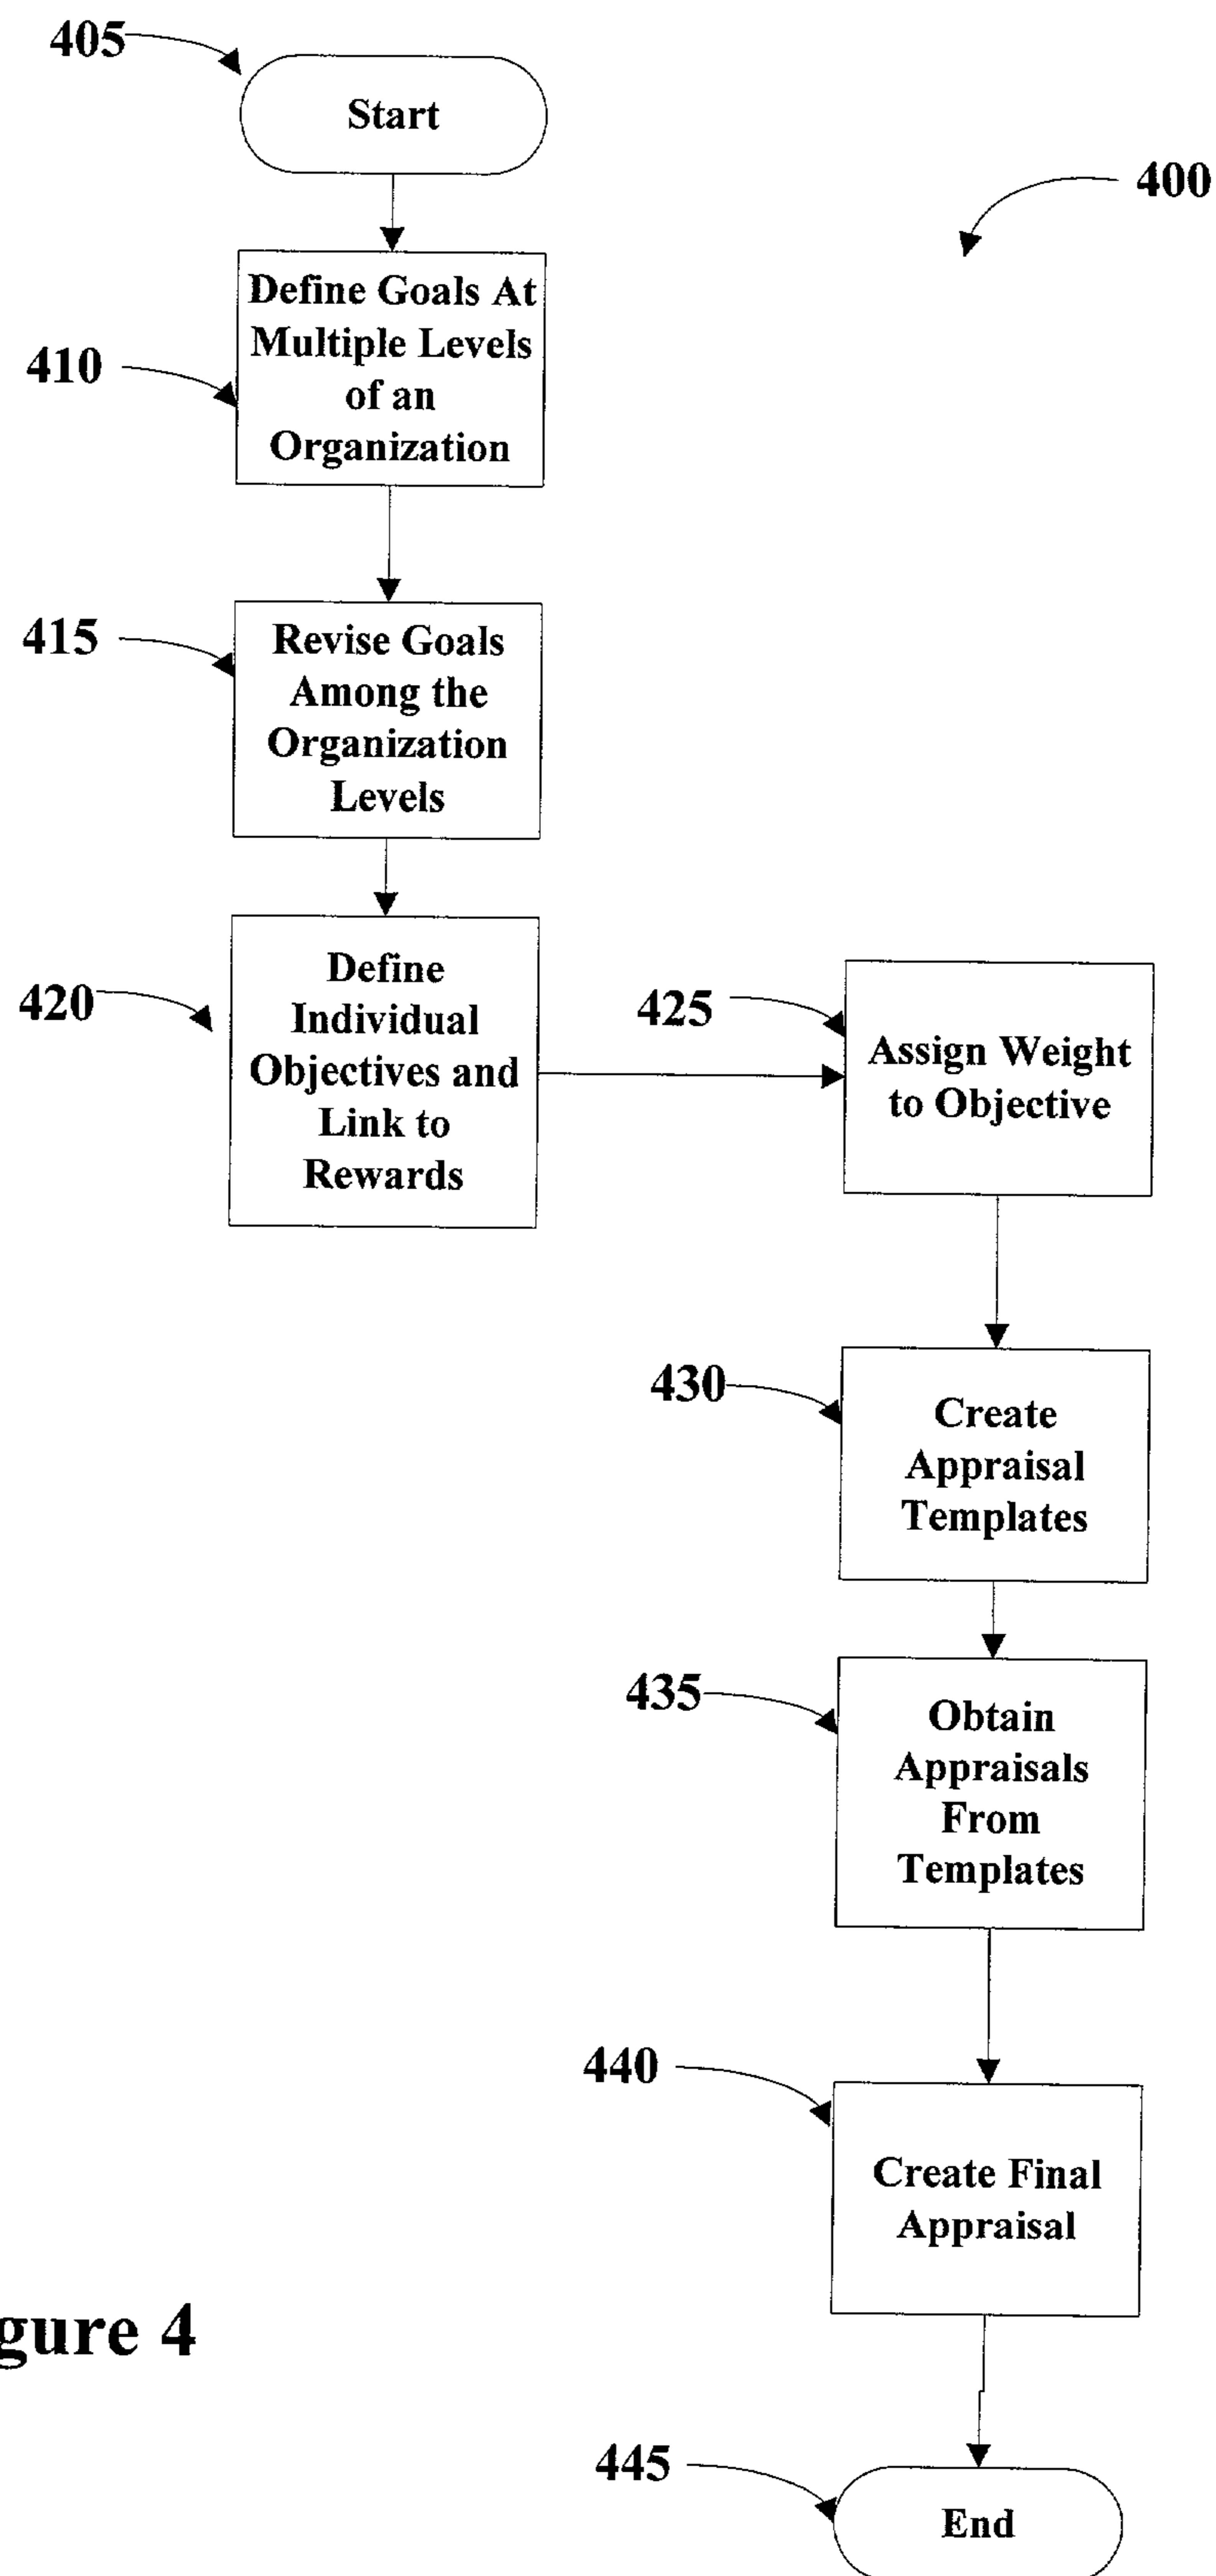 405
Start
400
Define Goals At
Multiple Levels
of an
Organization
410
415
Revise Goals
Among the
Organization
Levels
420
Define
Individual
Objectives and
Link to
Rewards
425
Assign Weight
to Objective
430
Create
Appraisal
Templates
435
Obtain
Appraisals
From
Templates
440
Create Final
Appraisal
gure 4
445
End